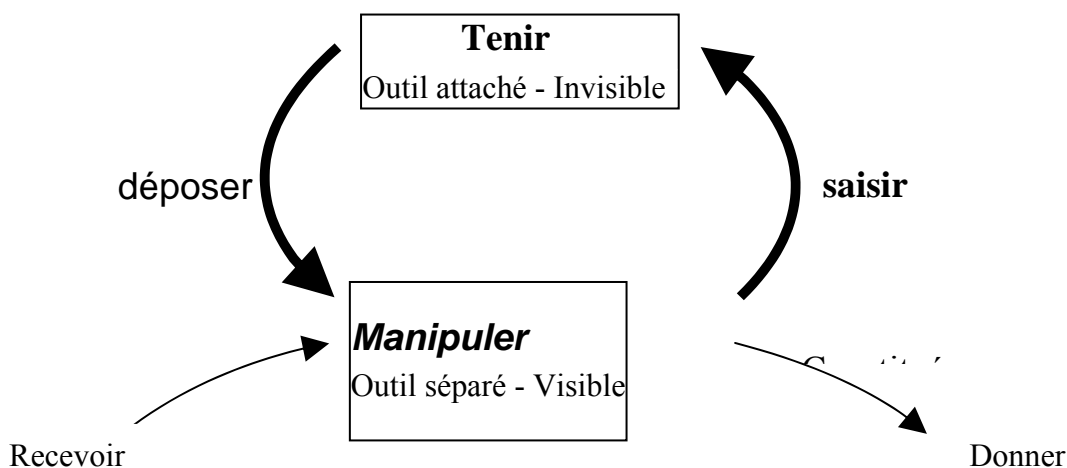 Tenir
Outil attaché - Invisible
déposer
saisir
Manipuler
Outil séparé - Visible
Recevoir
Donner